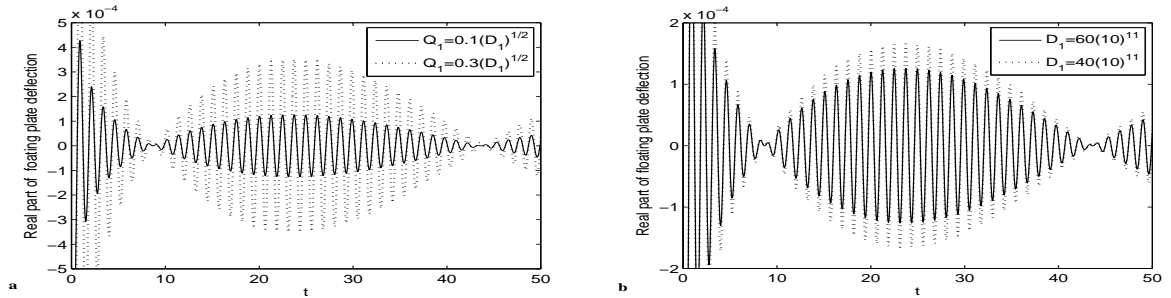 x 10⁻⁴
5
4
3
2
1
0
−1
−2
−3
−4
−5
Real part of floating plate deflection
Q₁=0.1(D₁)^1/2
Q₁=0.3(D₁)^1/2
0 10 20 30 40 50
t
a
x 10⁻⁴
2
1
0
−1
−2
Real part of floating plate deflection
D₁=60(10)¹¹
D₁=40(10)¹¹
0 10 20 30 40 50
t
b